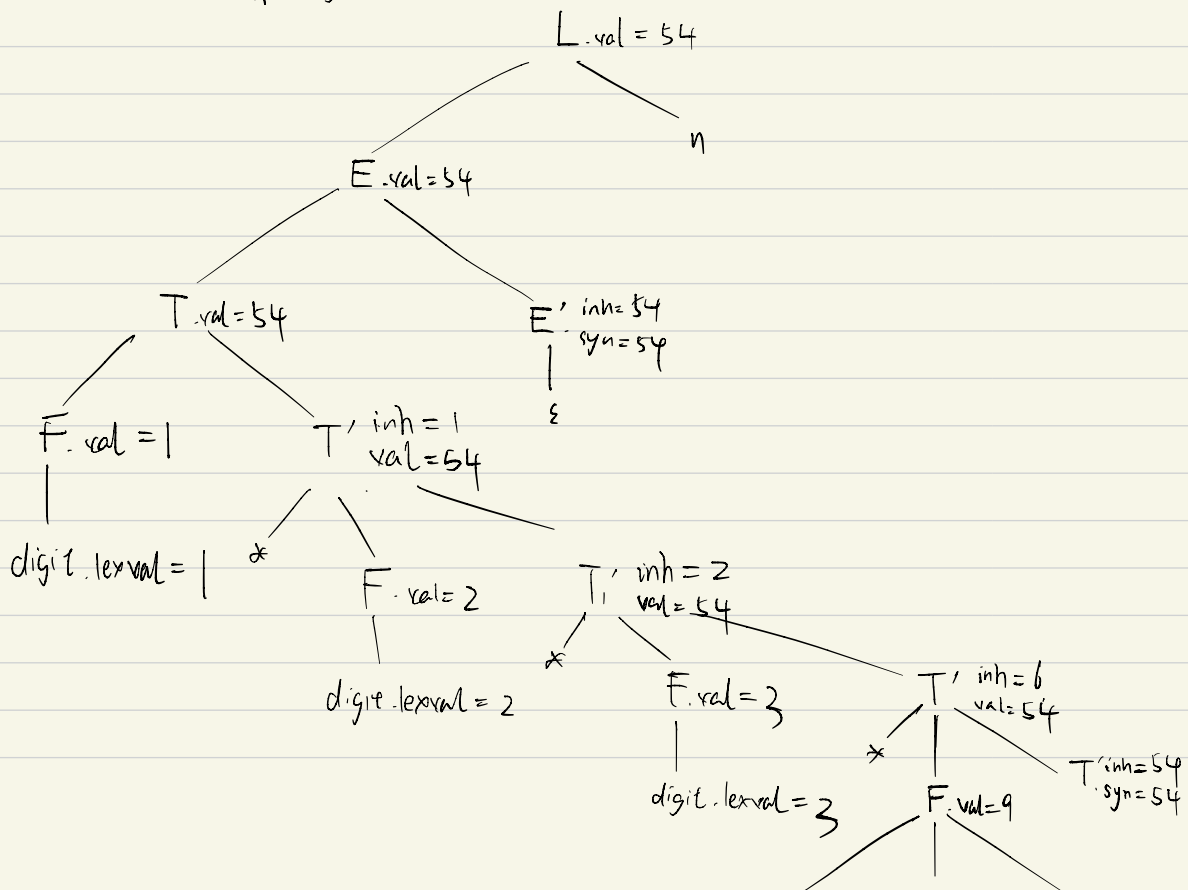 L.val = 54
n
E.val=54
T.val=54
E' inh=54
syn=54
ε
F.val = 1
T' inh = 1
val=54
digit.lexval = 1
*
F.val=2
T₁' inh = 2
val=54
digit.lexval = 2
*
F.val=3
T' inh=6
val=54
digit.lexval=3
*
F.val=9
T' inh=54
syn=54